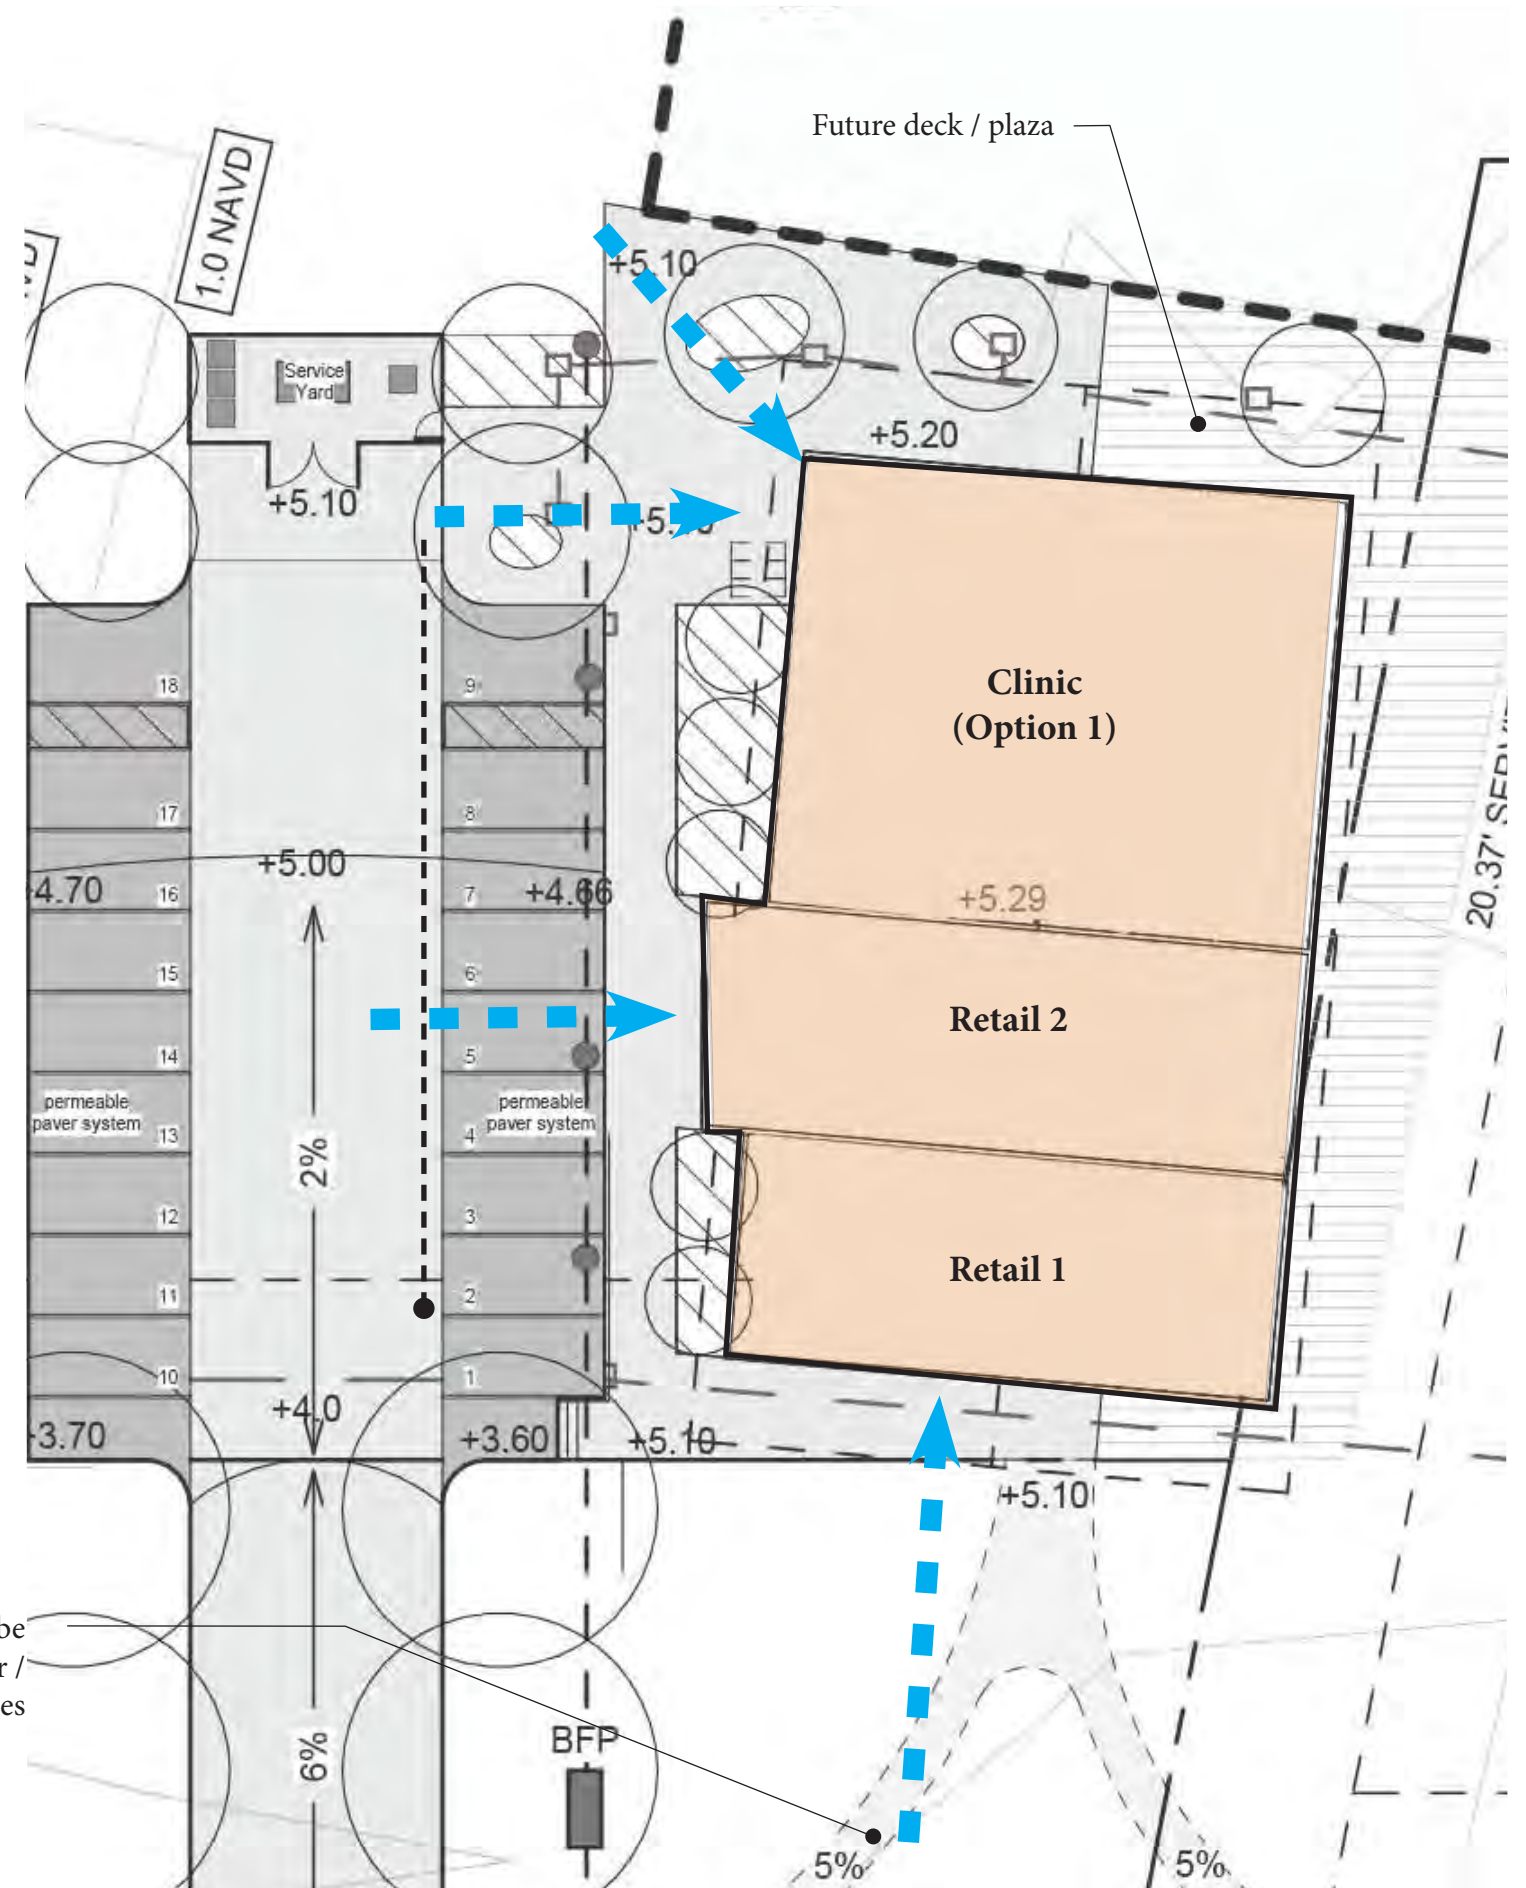 Future deck / plaza
1.0 NAVD
+5.10
Service
Yard
+5.20
+5.10
Clinic
(Option 1)
18
9
17
8
+5.00
+4.70
16
7
+4.66
+5.29
20.37'
15
6
Retail 2
14
5
permeable
paver system
permeable
paver system
13
4
2%
12
3
Retail 1
11
2
10
1
+4.0
+3.70
+3.60
+5.10
+5.10
be
r /
es
6%
BFP
5%
5%